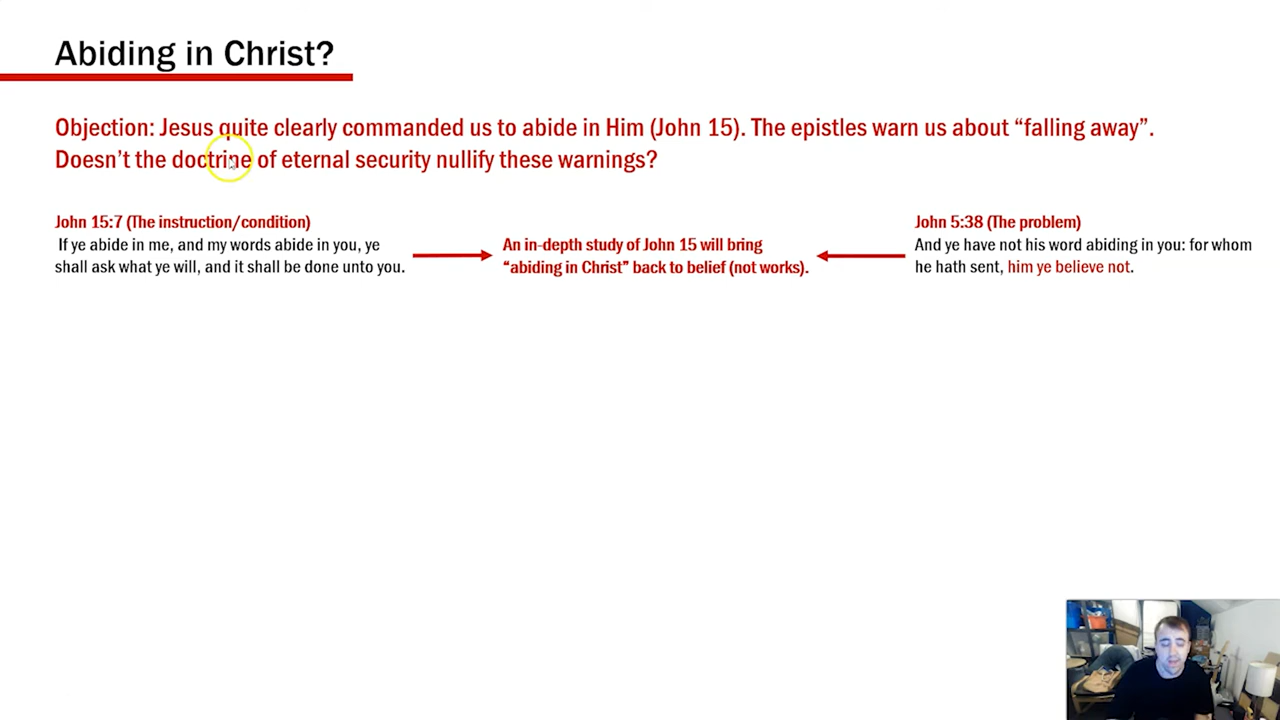 Abiding in Christ?
Objection: Jesus quite clearly commanded us to abide in Him (John 15). The epistles warn us about “falling away”.
Doesn’t the doctrine of eternal security nullify these warnings?
John 15:7 (The instruction/condition)
If ye abide in me, and my words abide in you, ye
shall ask what ye will, and it shall be done unto you.
An in-depth study of John 15 will bring
“abiding in Christ” back to belief (not works).
John 5:38 (The problem)
And ye have not his word abiding in you: for whom
he hath sent, him ye believe not.